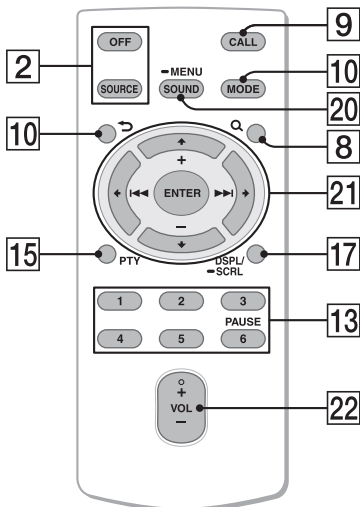 OFF
CALL
9
2
–MENU
10
SOURCE
SOUND
MODE
20
10
8
+
ENTER
21
–
15
PTY
DSPL/
–SCRL
17
1
2
3
13
PAUSE
4
5
6
+
VOL
22
–